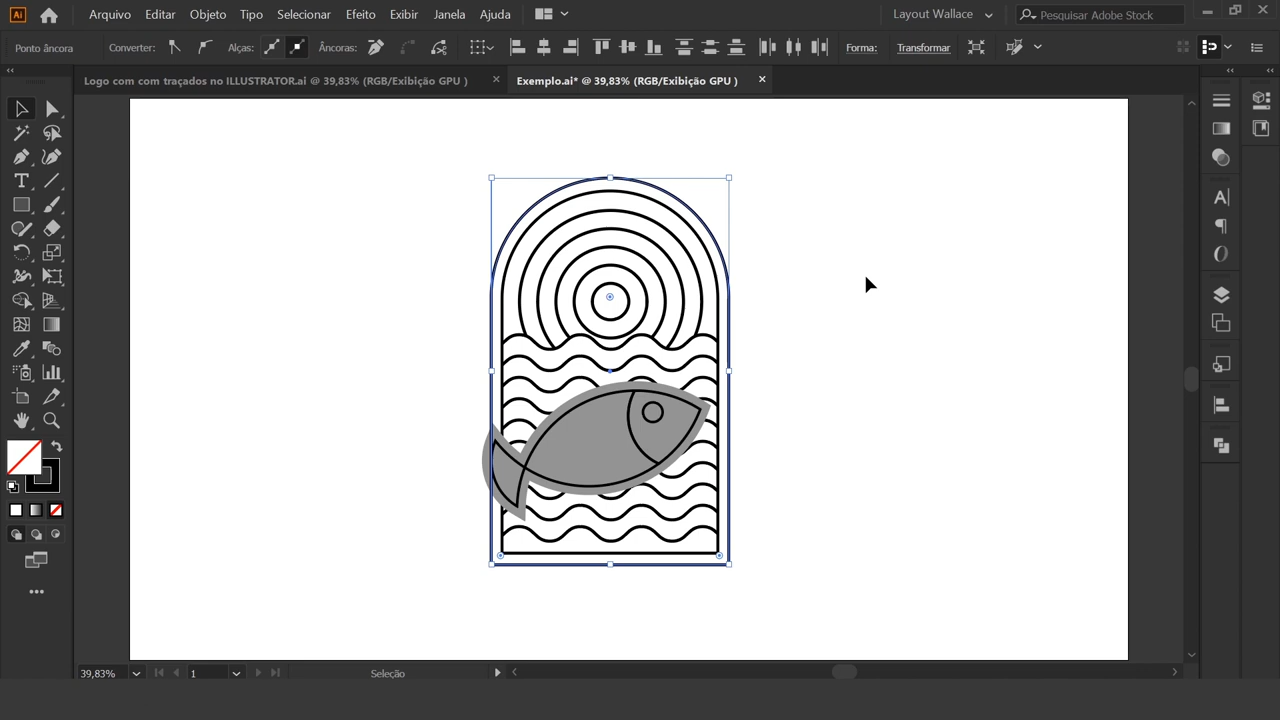 Ai Arquivo Editar Objeto Tipo Selecionar Efeito Exibir Janela Ajuda Layout Wallace Pesquisar Adobe Stock
Ponto âncora Converter: Alças: Âncoras: Forma: Transformar
Logo com com traçados no ILLUSTRATOR.ai @ 39,83% (RGB/Exibição GPU ) Exemplo.ai* @ 39,83% (RGB/Exibição GPU )
39,83% 1 Seleção